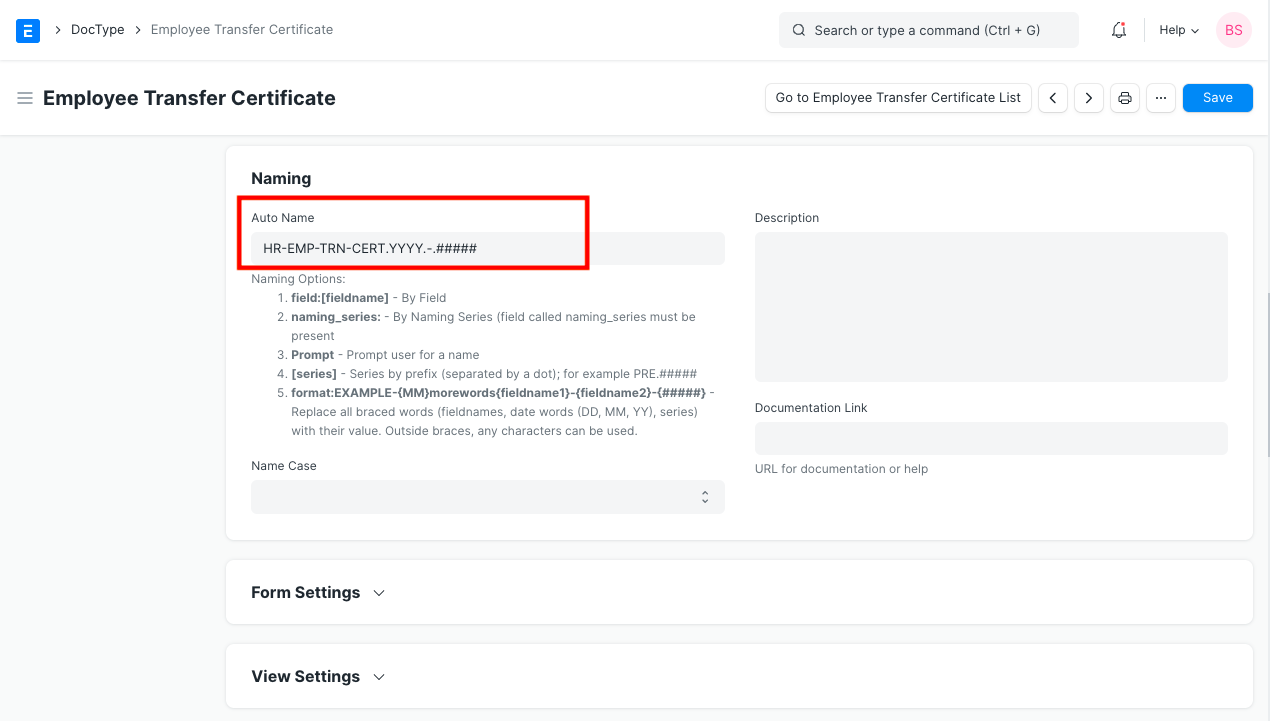 E
DocType
Employee Transfer Certificate
Search or type a command (Ctrl + G)
Help
BS
Employee Transfer Certificate
Go to Employee Transfer Certificate List
...
Save
Naming
Auto Name
HR-EMP-TRN-CERT.YYYY.-.#####
Naming Options:
1. field:[fieldname] - By Field
2. naming_series: - By Naming Series (field called naming_series must be
present
3. Prompt - Prompt user for a name
4. [series] - Series by prefix (separated by a dot); for example PRE.#####
5. format:EXAMPLE-{MM}morewords{fieldname1}-{fieldname2}-{#####} -
Replace all braced words (fieldnames, date words (DD, MM, YY), series)
with their value. Outside braces, any characters can be used.
Name Case
Description
Documentation Link
URL for documentation or help
Form Settings
View Settings